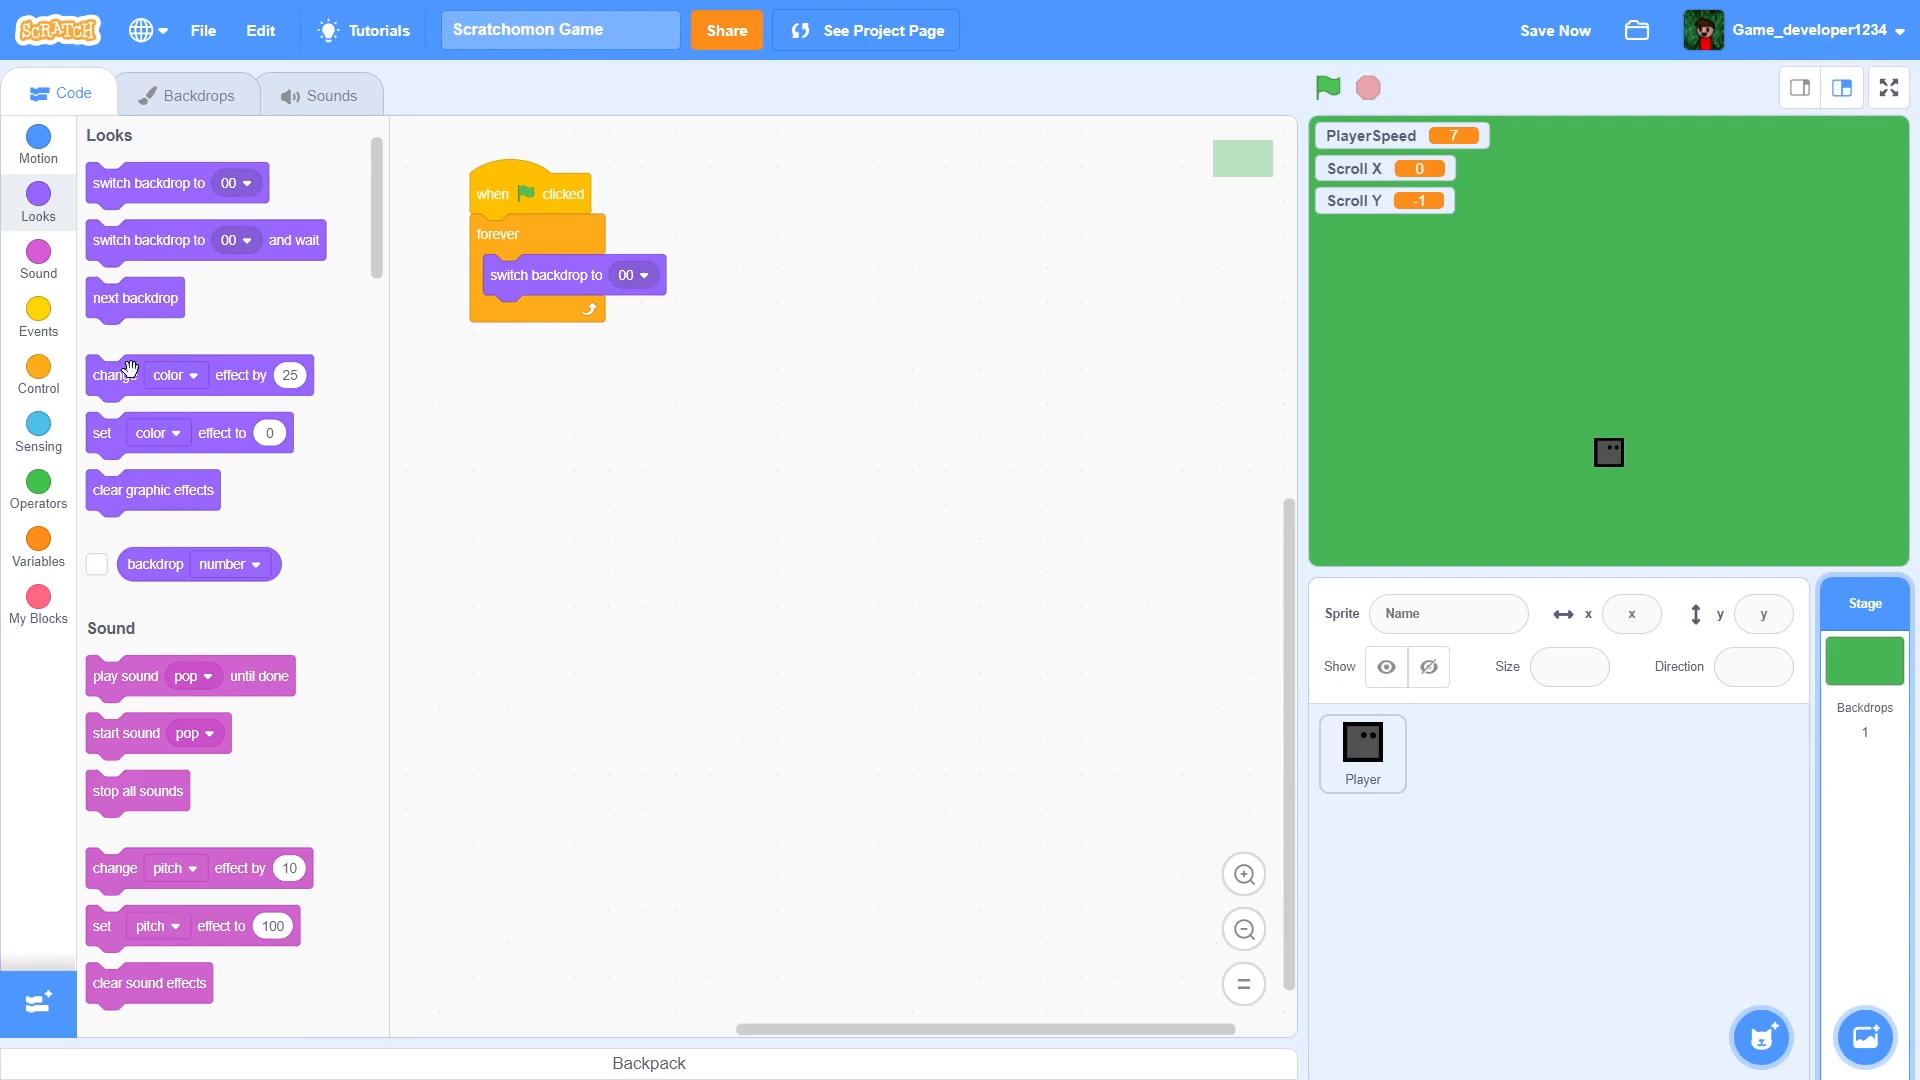 SCRATCH
File
Edit
Tutorials
Scratchomon Game
Share
See Project Page
Save Now
Game_developer1234
Code
Backdrops
Sounds
Motion
Looks
Sound
Events
Control
Sensing
Operators
Variables
My Blocks
Looks
switch backdrop to 00
switch backdrop to 00 and wait
next backdrop
change color effect by 25
set color effect to 0
clear graphic effects
backdrop number
Sound
play sound pop until done
start sound pop
stop all sounds
change pitch effect by 10
set pitch effect to 100
clear sound effects
when clicked
forever
switch backdrop to 00
Backpack
PlayerSpeed 7
Scroll X 0
Scroll Y -1
Sprite Name x x y y
Show Size Direction
Player
Stage
Backdrops
1